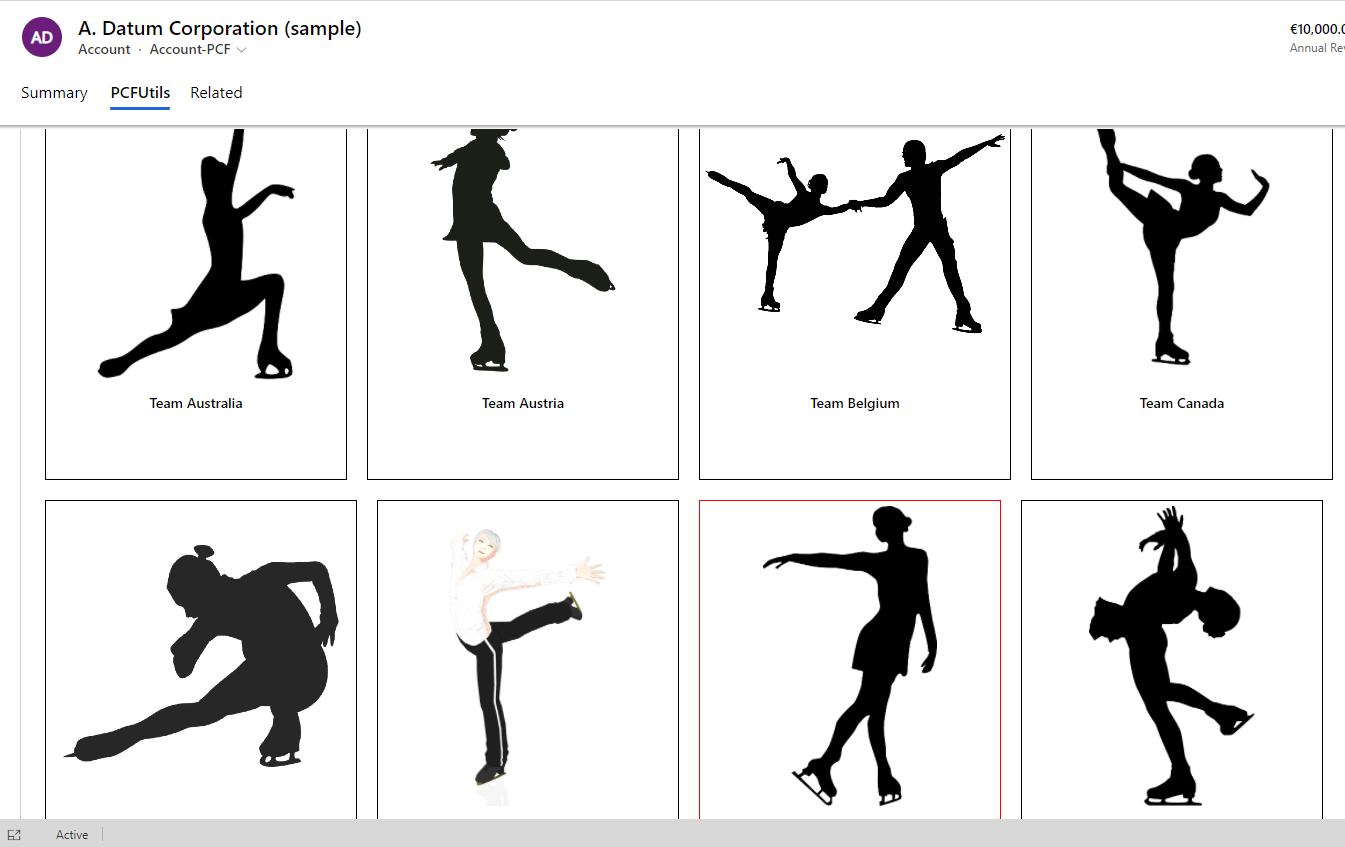 AD
A. Datum Corporation (sample)
Account · Account-PCF
€10,000.0
Annual Rev
Summary PCFUtils Related
Team Australia Team Austria Team Belgium Team Canada
Active